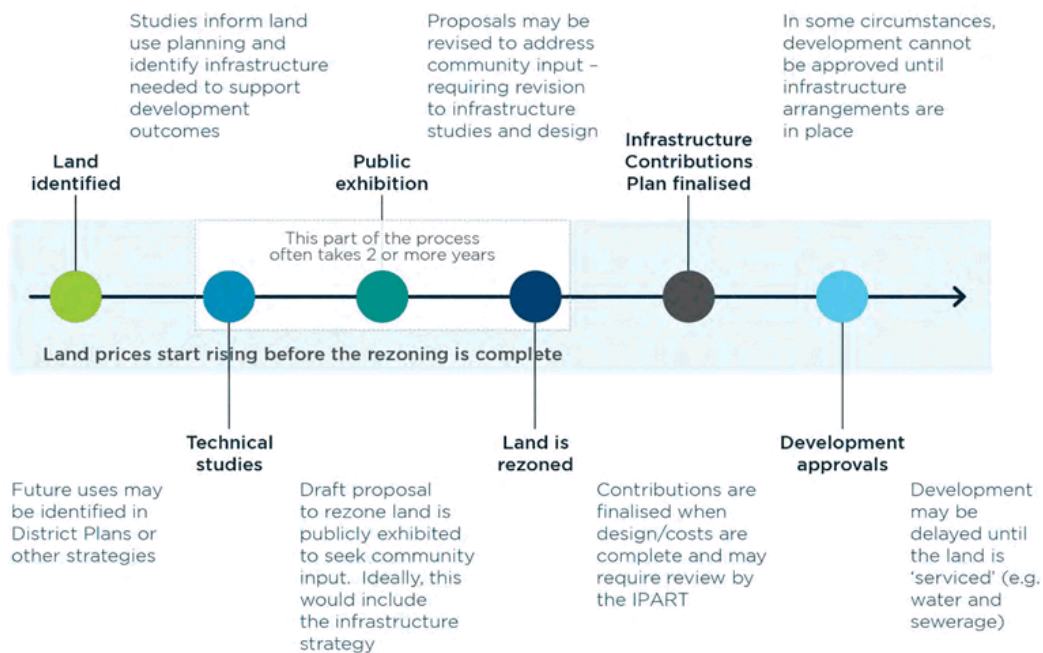 Studies inform land
use planning and
identify infrastructure
needed to support
development
outcomes
Proposals may be
revised to address
community input –
requiring revision
to infrastructure
studies and design
In some circumstances,
development cannot
be approved until
infrastructure
arrangements are
in place
Land
identified
Public
exhibition
Infrastructure
Contributions
Plan finalised
This part of the process
often takes 2 or more years
Land prices start rising before the rezoning is complete
Technical
studies
Land is
rezoned
Development
approvals
Future uses may
be identified in
District Plans or
other strategies
Draft proposal
to rezone land is
publicly exhibited
to seek community
input. Ideally, this
would include
the infrastructure
strategy
Contributions are
finalised when
design/costs are
complete and may
require review by
the IPART
Development
may be
delayed until
the land is
‘serviced’ (e.g.
water and
sewerage)